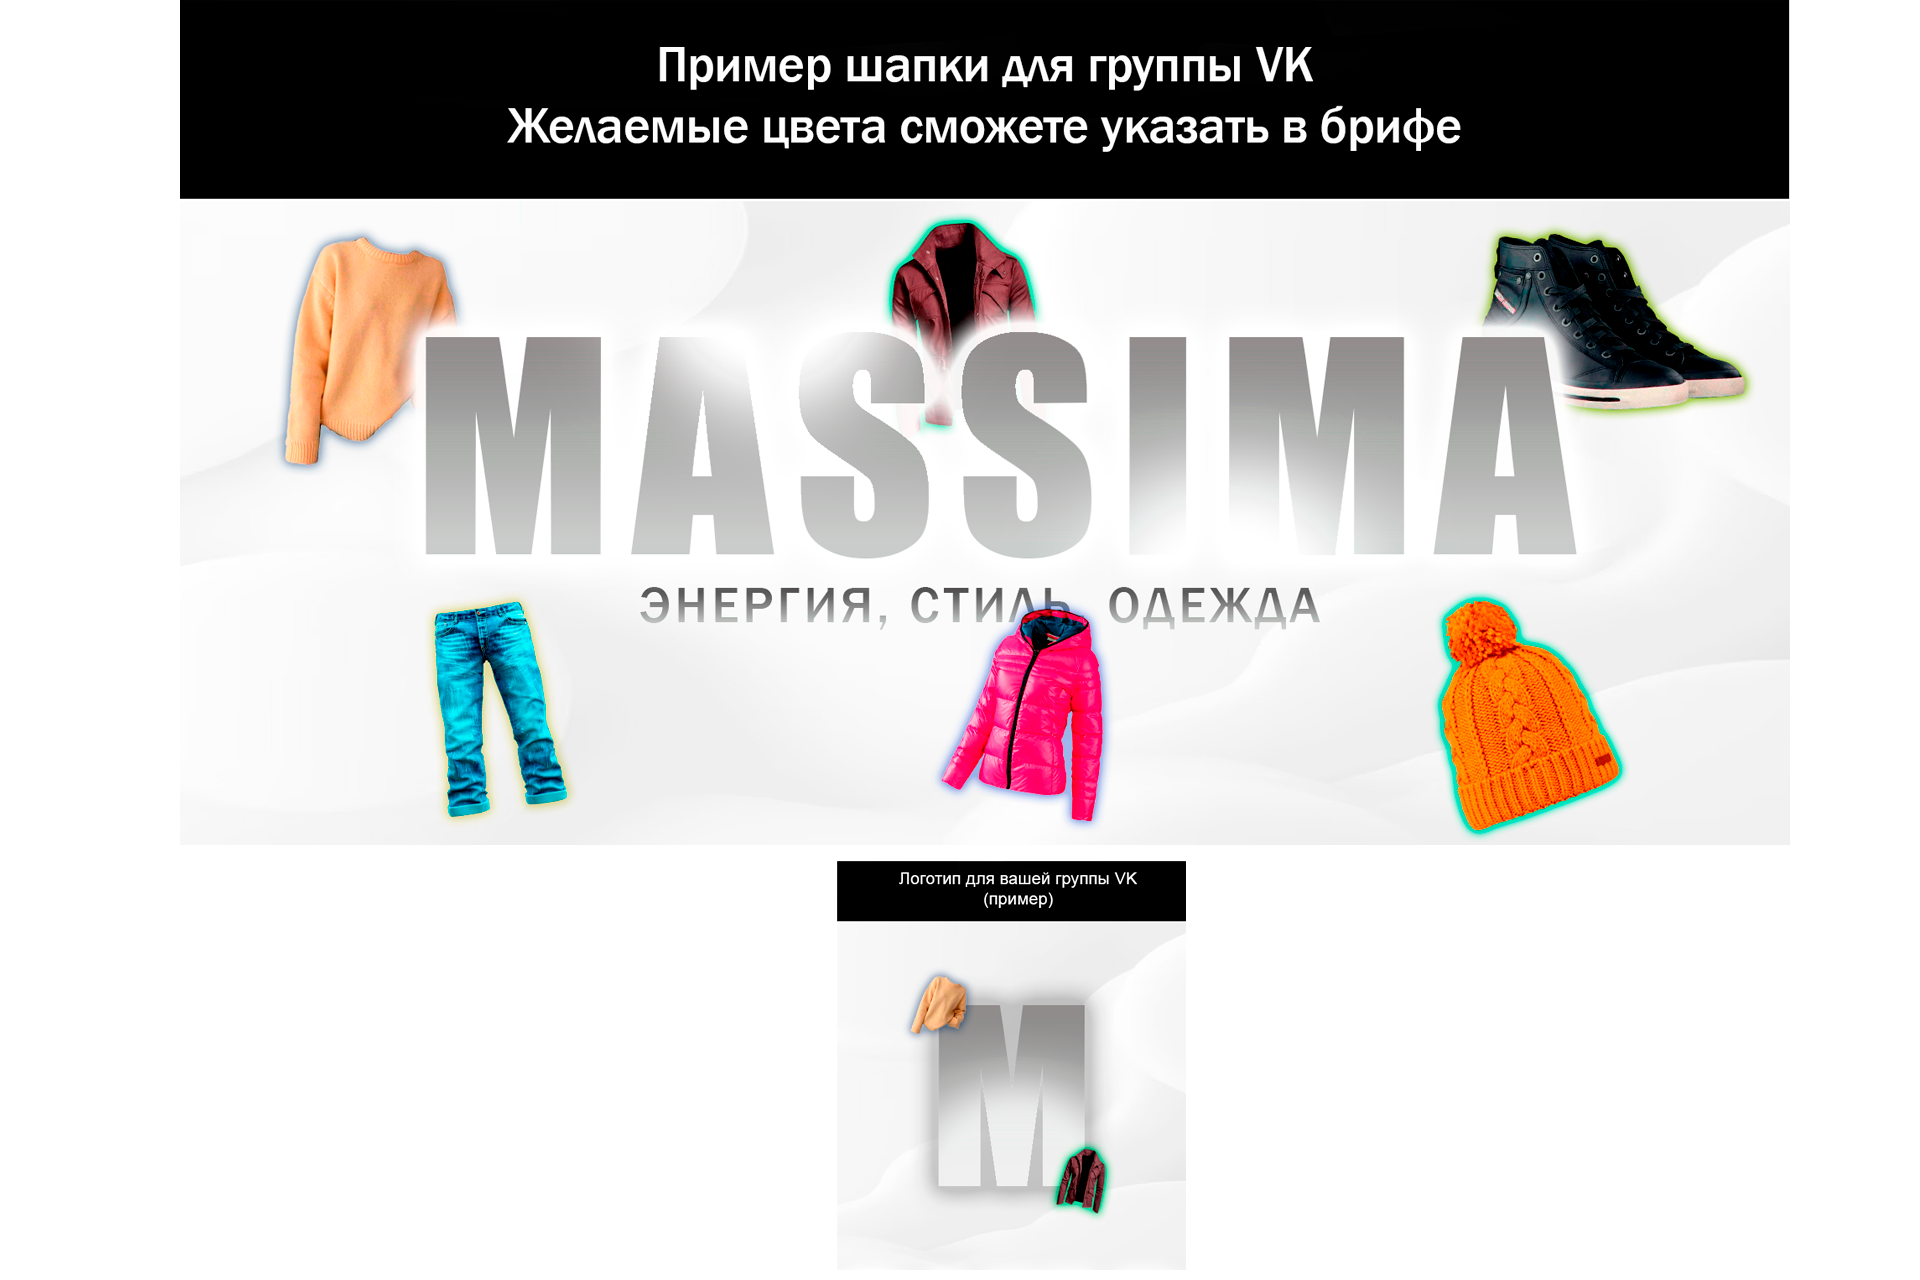 Пример шапки для группы VK
Желаемые цвета сможете указать в брифе
MASSIMA
ЭНЕРГИЯ, СТИЛЬ, ОДЕЖДА
Логотип для вашей группы VK
(пример)
M